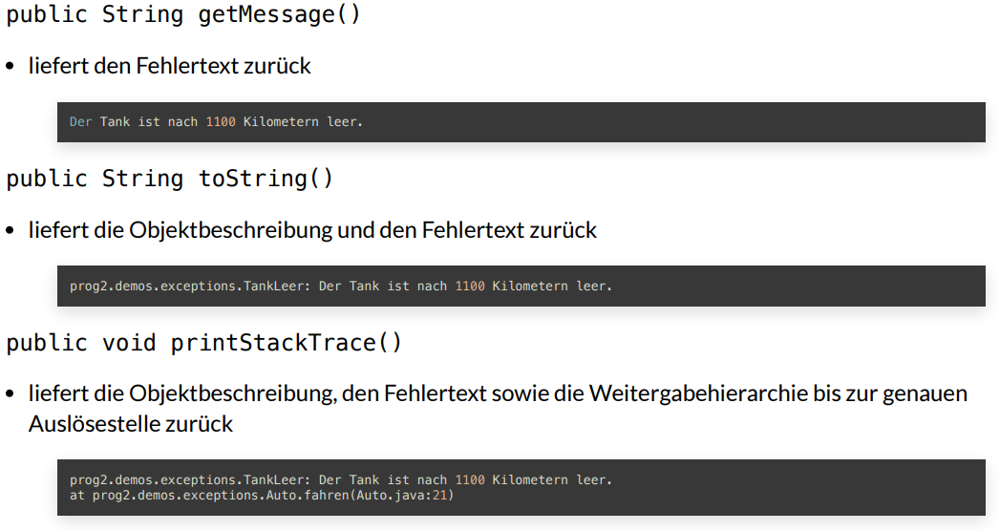 public String getMessage()
• liefert den Fehlertext zurück
Der Tank ist nach 1100 Kilometern leer.
public String toString()
• liefert die Objektbeschreibung und den Fehlertext zurück
prog2.demos.exceptions.TankLeer: Der Tank ist nach 1100 Kilometern leer.
public void printStackTrace()
• liefert die Objektbeschreibung, den Fehlertext sowie die Weitergabehierarchie bis zur genauen
Auslösestelle zurück
prog2.demos.exceptions.TankLeer: Der Tank ist nach 1100 Kilometern leer.
at prog2.demos.exceptions.Auto.fahren(Auto.java:21)